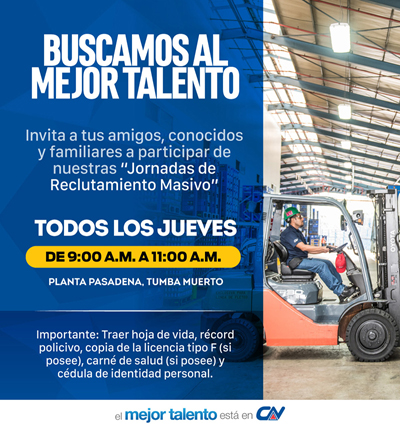 BUSCAMOS AL
MEJOR TALENTO
Invita a tus amigos, conocidos
y familiares a participar de
nuestras "Jornadas de
Reclutamiento Masivo"
TODOS LOS JUEVES
DE 9:00 A.M. A 11:00 A.M.
PLANTA PASADENA, TUMBA MUERTO
Importante: Traer hoja de vida, récord
policivo, copia de la licencia tipo F (si
posee), carné de salud (si posee) y
cédula de identidad personal.
el mejor talento está en CN